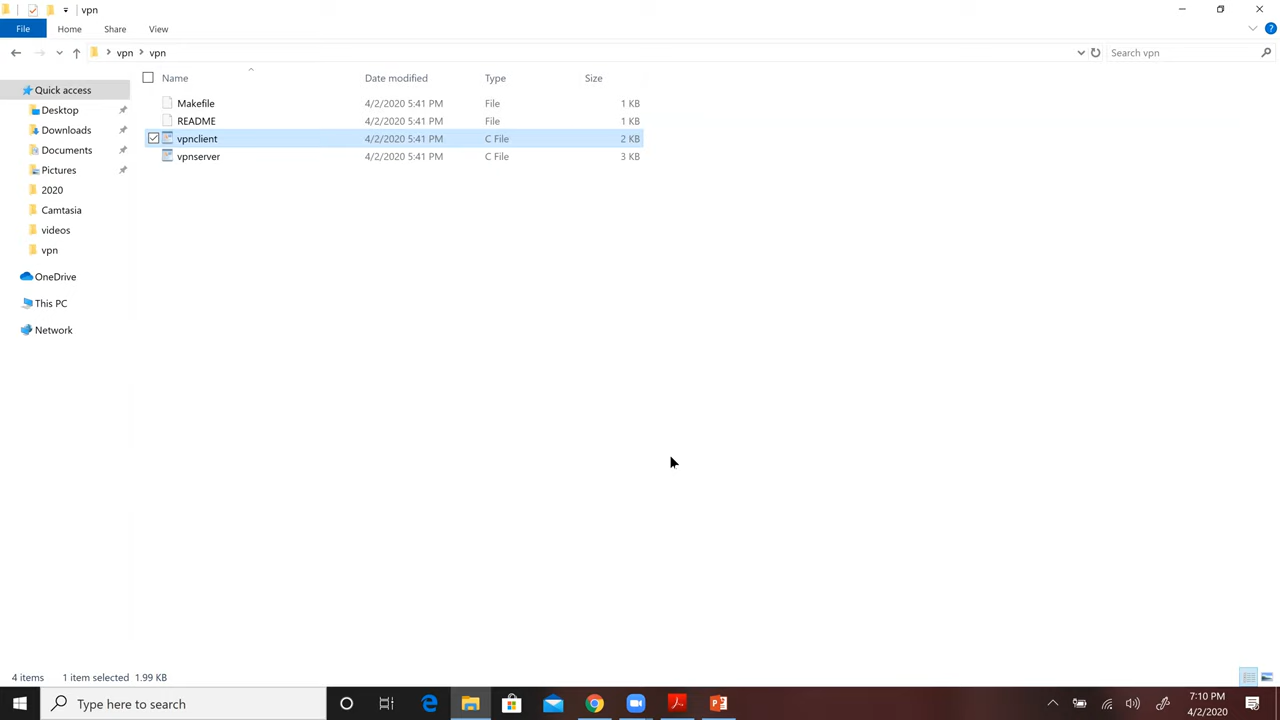 vpn
File Home Share View
vpn vpn Search vpn
Name Date modified Type Size
Quick access
Desktop
Downloads
Documents
Pictures
2020
Camtasia
videos
vpn
OneDrive
This PC
Network
Makefile 4/2/2020 5:41 PM File 1 KB
README 4/2/2020 5:41 PM File 1 KB
vpnclient 4/2/2020 5:41 PM C File 2 KB
vpnserver 4/2/2020 5:41 PM C File 3 KB
4 items 1 item selected 1.99 KB
Type here to search
7:10 PM
4/2/2020